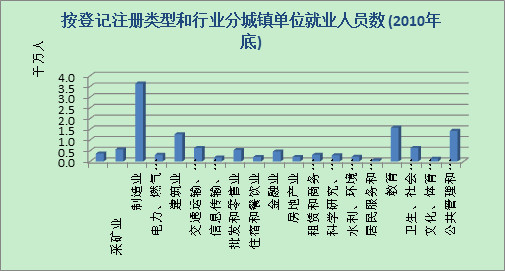 按登记注册类型和行业分城镇单位就业人员数(2010年
底)
千万人
4.0
3.5
3.0
2.5
2.0
1.5
1.0
0.5
0.0
采矿业
制造业
电力、燃气…
建筑业
交通运输、…
信息传输、…
批发和零售业
住宿和餐饮业
金融业
房地产业
租赁和商务…
科学研究、…
水利、环境…
居民服务和…
教育
卫生、社会…
文化、体育…
公共管理和…